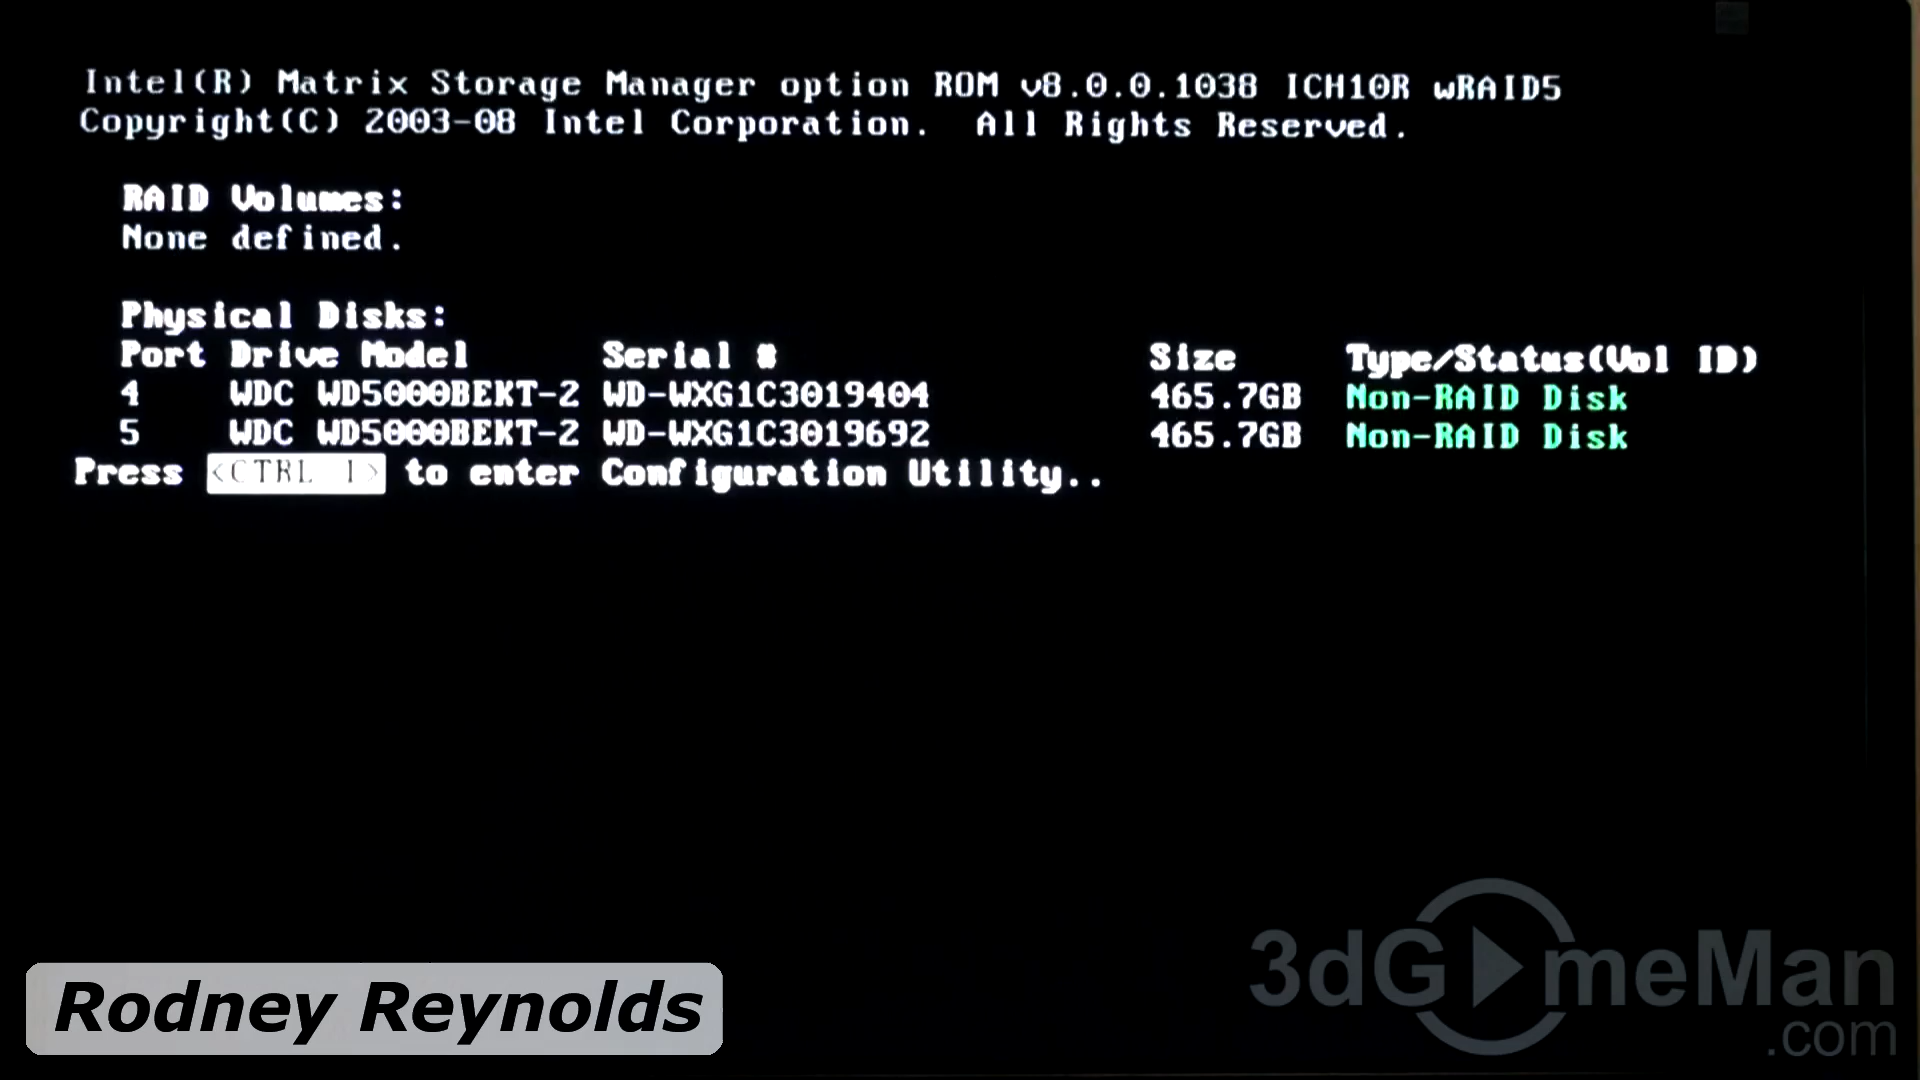 Intel(R) Matrix Storage Manager option ROM v8.0.0.1038 ICH10R wRAID5
Copyright(C) 2003-08 Intel Corporation. All Rights Reserved.
RAID Volumes:
None defined.
Physical Disks:
Port Drive Model Serial # Size Type/Status(Vol ID)
4 WDC WD5000BEKT-2 WD-WXG1C3019404 465.7GB Non-RAID Disk
5 WDC WD5000BEKT-2 WD-WXG1C3019692 465.7GB Non-RAID Disk
Press <CTRL I> to enter Configuration Utility..
Rodney Reynolds
3dGameMan
.com